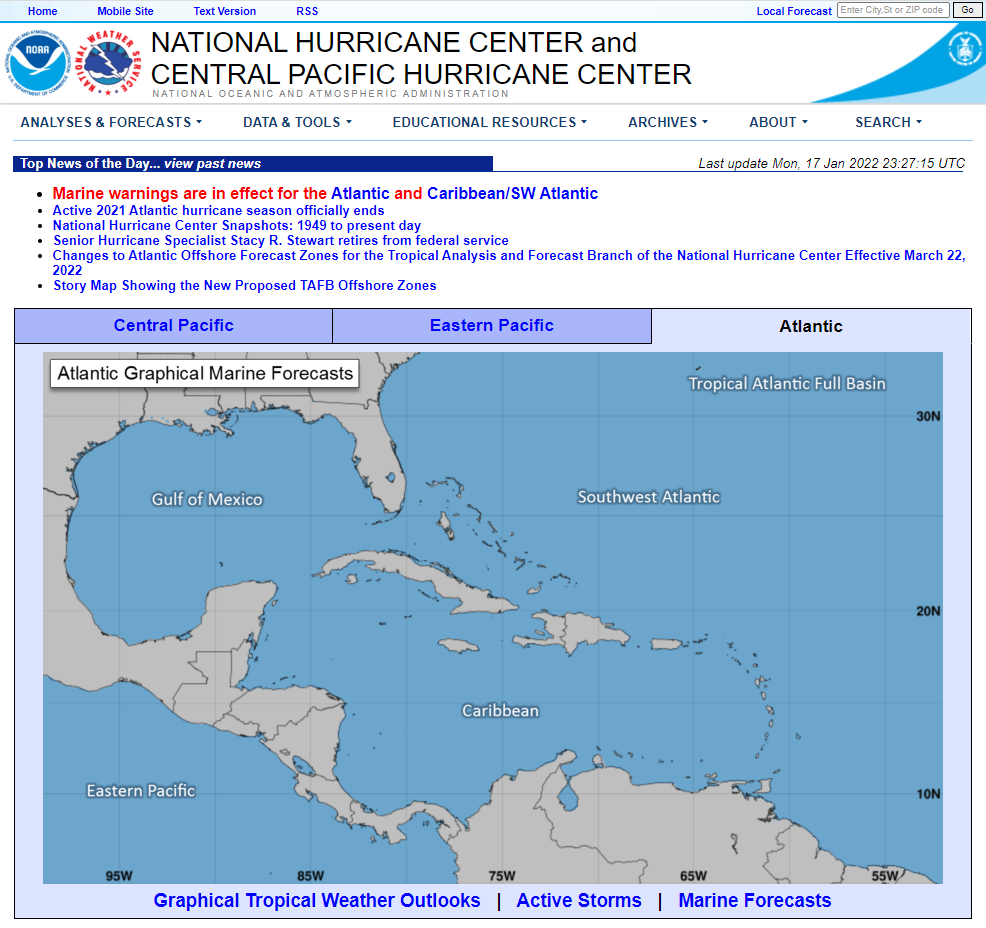 Home Mobile Site Text Version RSS Local Forecast Enter City,St or ZIP code Go
NOAA
NATIONAL WEATHER SERVICE
NATIONAL HURRICANE CENTER and
CENTRAL PACIFIC HURRICANE CENTER
NATIONAL OCEANIC AND ATMOSPHERIC ADMINISTRATION
ANALYSES & FORECASTS DATA & TOOLS EDUCATIONAL RESOURCES ARCHIVES ABOUT SEARCH
Top News of the Day... view past news Last update Mon, 17 Jan 2022 23:27:15 UTC
Marine warnings are in effect for the Atlantic and Caribbean/SW Atlantic
Active 2021 Atlantic hurricane season officially ends
National Hurricane Center Snapshots: 1949 to present day
Senior Hurricane Specialist Stacy R. Stewart retires from federal service
Changes to Atlantic Offshore Forecast Zones for the Tropical Analysis and Forecast Branch of the National Hurricane Center Effective March 22,
2022
Story Map Showing the New Proposed TAFB Offshore Zones
Central Pacific Eastern Pacific Atlantic
Atlantic Graphical Marine Forecasts
Tropical Atlantic Full Basin
30N
Gulf of Mexico
Southwest Atlantic
20N
Caribbean
Eastern Pacific
10N
95W 85W 75W 65W 55W
Graphical Tropical Weather Outlooks | Active Storms | Marine Forecasts